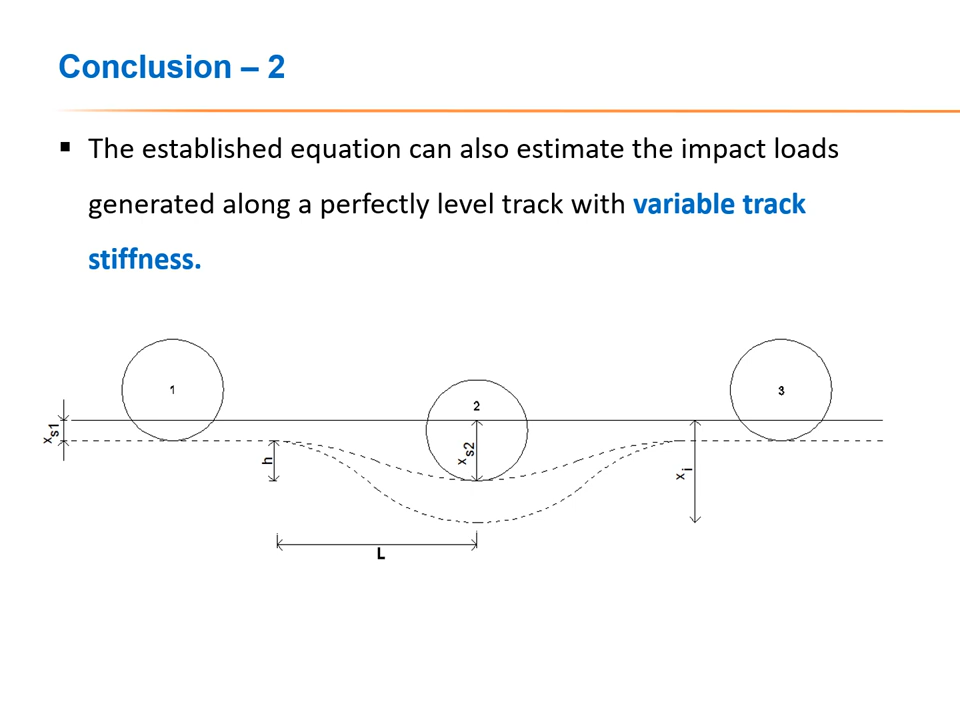 Conclusion – 2
▪ The established equation can also estimate the impact loads
generated along a perfectly level track with variable track
stiffness.
1
2
3
xs1
h
xs2
xi
L